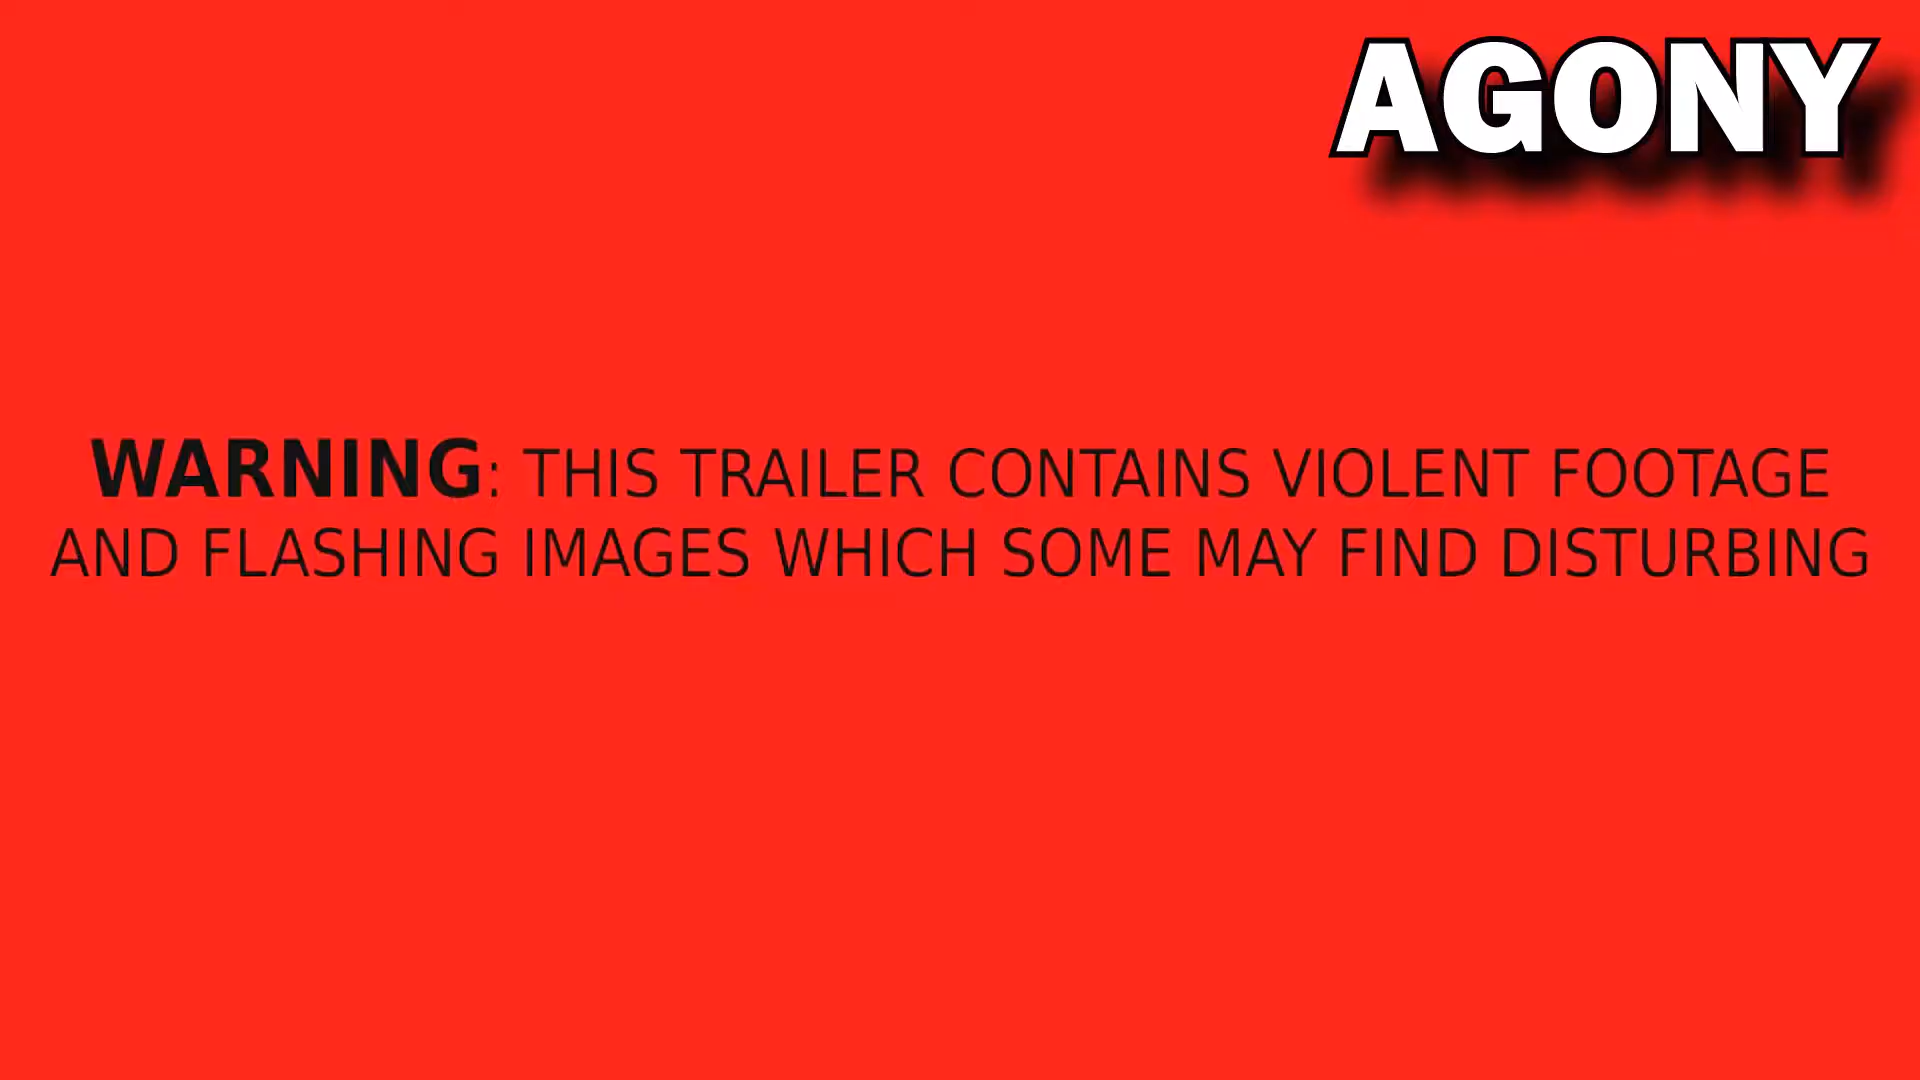 AGONY
WARNING: THIS TRAILER CONTAINS VIOLENT FOOTAGE
AND FLASHING IMAGES WHICH SOME MAY FIND DISTURBING